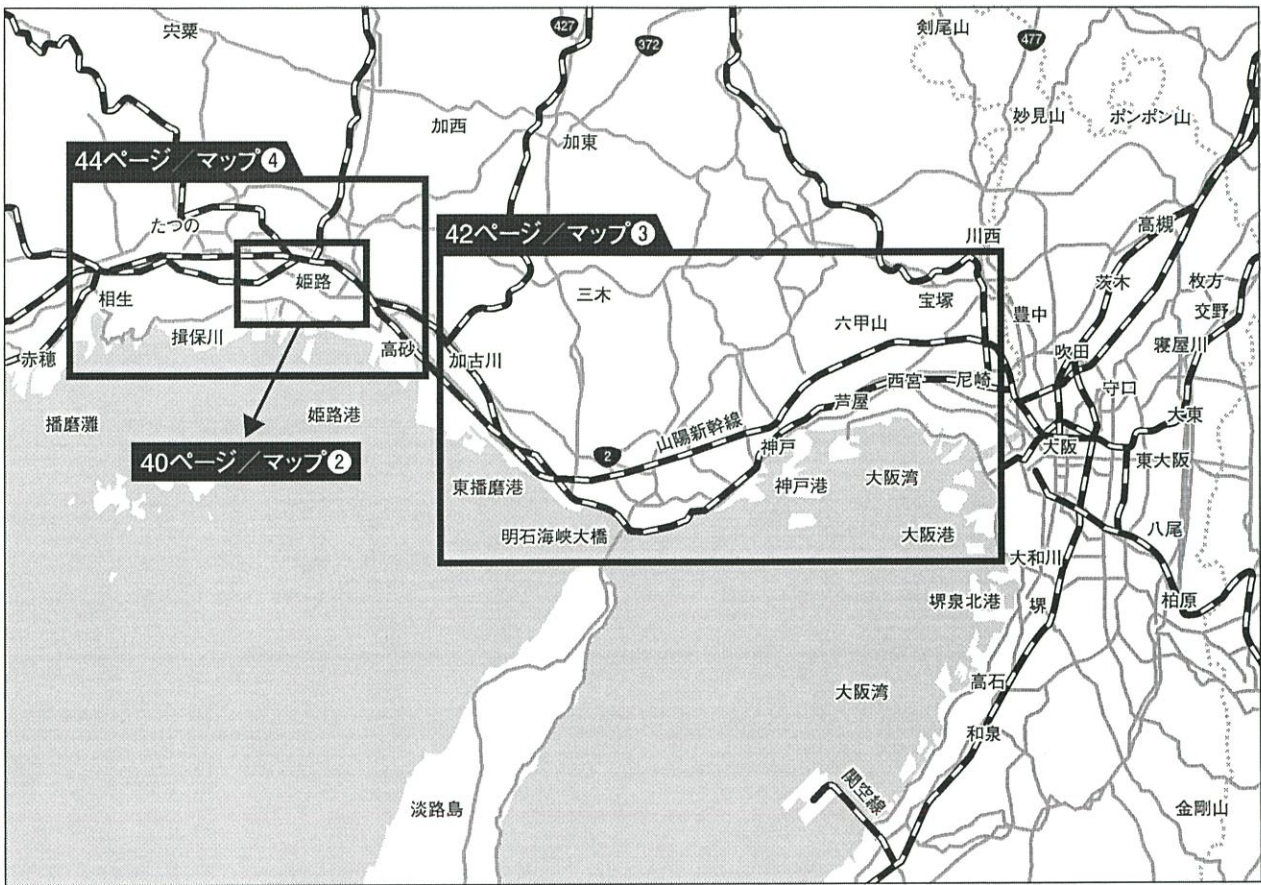 宍粟
427
372
剣尾山
477
加西
加東
妙見山
ポンポン山
44ページ／マップ④
たつの
姫路
相生
揖保川
赤穂
高砂
播磨灘
姫路港
40ページ／マップ②
42ページ／マップ③
三木
加古川
川西
宝塚
六甲山
西宮
尼崎
芦屋
山陽新幹線
神戸
2
東播磨港
神戸港
大阪湾
明石海峡大橋
大阪港
高槻
茨木
枚方
交野
豊中
寝屋川
吹田
守口
大東
大阪
東大阪
八尾
大和川
堺泉北港
堺
柏原
高石
大阪湾
和泉
関空線
淡路島
金剛山